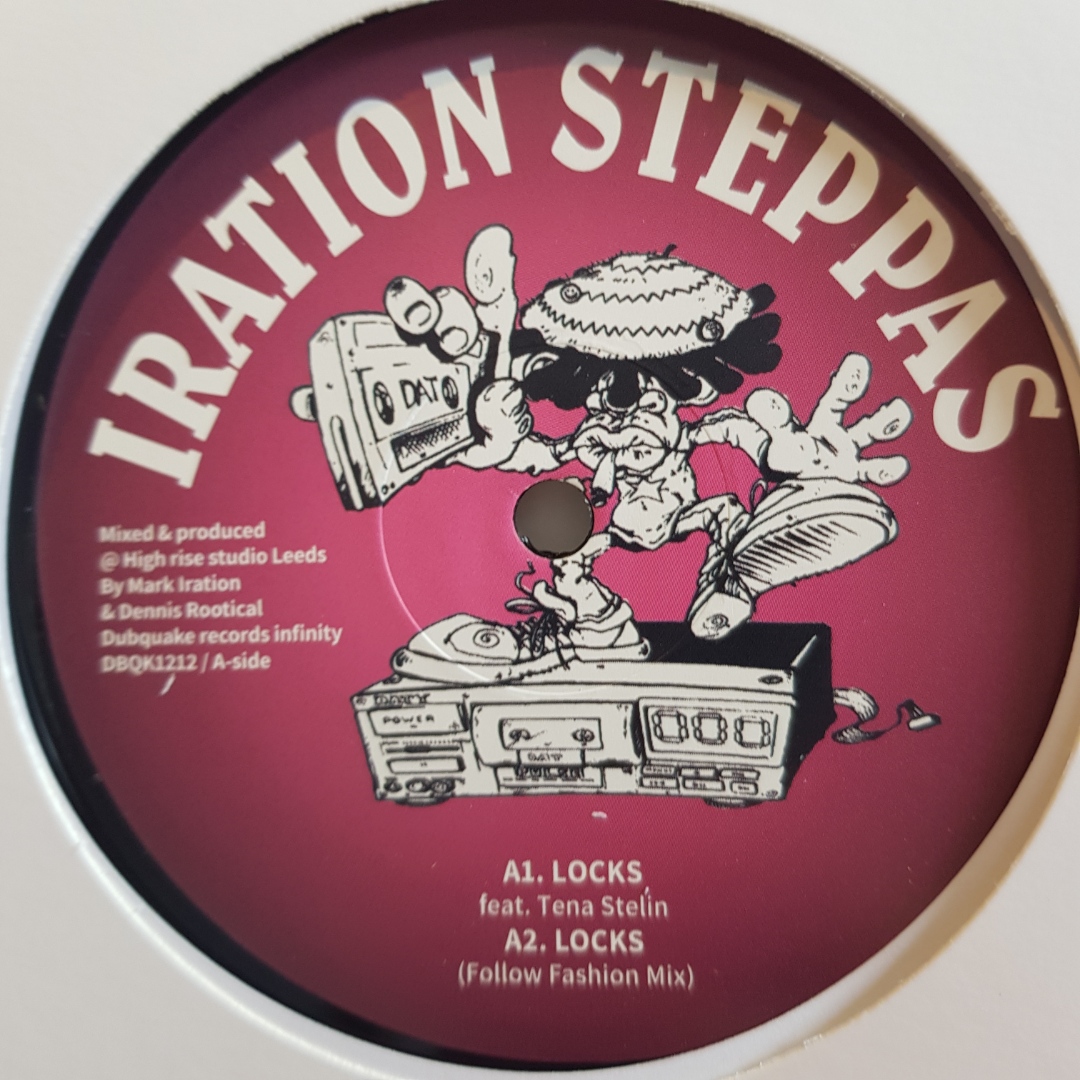 IRATION STEPPAS
DAT
Mixed & produced
@ High rise studio Leeds
By Mark Iration
& Dennis Rootical
Dubquake records infinity
DBQK1212 / A-side
POWER
000
A1. LOCKS
feat. Tena Stelin
A2. LOCKS
(Follow Fashion Mix)